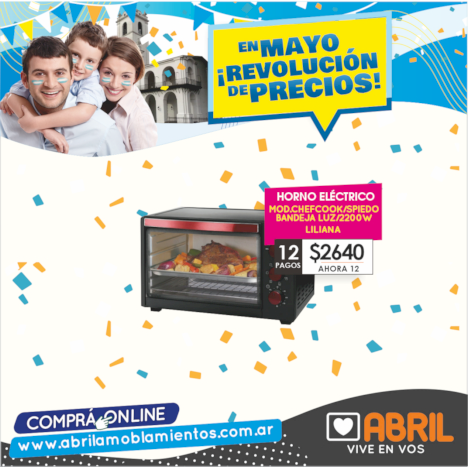 EN MAYO
¡REVOLUCIÓN
DE PRECIOS!
HORNO ELÉCTRICO
MOD.CHEFCOOK/SPIEDO
BANDEJA LUZ/2200W
LILIANA
12
PAGOS
$2640
AHORA 12
COMPRÁ ONLINE
www.abrilamoblamientos.com.ar
ABRIL
VIVE EN VOS